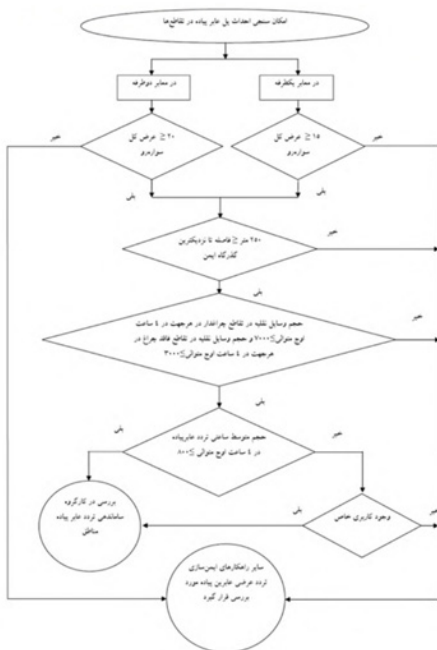 امکان سنجی احداث پل عابر پیاده در تقاطع‌ها
در معابر دوطرفه
در معابر یکطرفه
خیر
۲۰ ≤ عرض کل
سواره‌رو
۱۵ ≤ عرض کل
سواره‌رو
خیر
بلی
بلی
۲۵۰ متر ≤ فاصله تا نزدیکترین
گذرگاه ایمن
خیر
بلی
حجم وسایل نقلیه در تقاطع چراغدار در هرجهت در ٤ ساعت
اوج متوالی≤۷۰۰۰ و حجم وسایل نقلیه در تقاطع فاقد چراغ در
هرجهت در ٤ ساعت اوج متوالی≤۳۰۰۰
خیر
بلی
بلی
حجم متوسط ساعتی تردد عابرپیاده
در ٤ ساعت اوج متوالی ≤۸۰۰
خیر
بررسی در کارگروه
ساماندهی تردد عابر پیاده
مناطق
بلی
وجود کاربری خاص
خیر
سایر راهکارهای ایمن‌سازی
تردد عرضی عابرین پیاده مورد
بررسی قرار گیرد